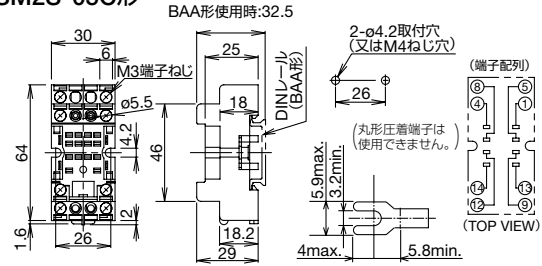 BAA形使用時:32.5
30
6
M3端子ねじ
ø5.5
4.2
64
1.6
26
2
25
18
46
18.2
29
DINレール
(BAA形)
2-ø4.2取付穴
(又はM4ねじ穴)
26
(丸形圧着端子は
使用できません。)
5.9max.
3.2min.
4max.
5.8min.
(端子配列)
8
5
4
1
14
13
12
9
(TOP VIEW)